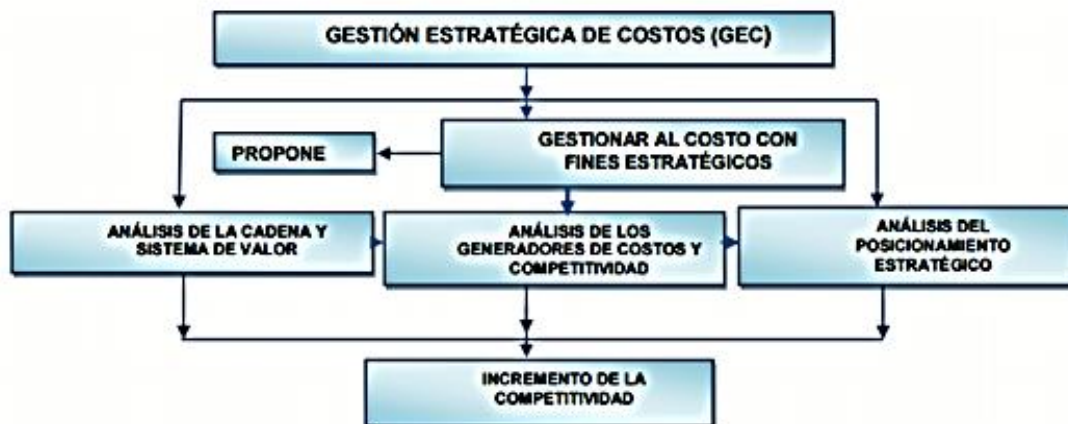 GESTIÓN ESTRATÉGICA DE COSTOS (GEC)
GESTIONAR AL COSTO CON
FINES ESTRATÉGICOS
PROPONE
ANÁLISIS DE LA CADENA Y
SISTEMA DE VALOR
ANÁLISIS DE LOS
GENERADORES DE COSTOS Y
COMPETITIVIDAD
ANÁLISIS DEL
POSICIONAMIENTO
ESTRATÉGICO
INCREMENTO DE LA
COMPETITIVIDAD